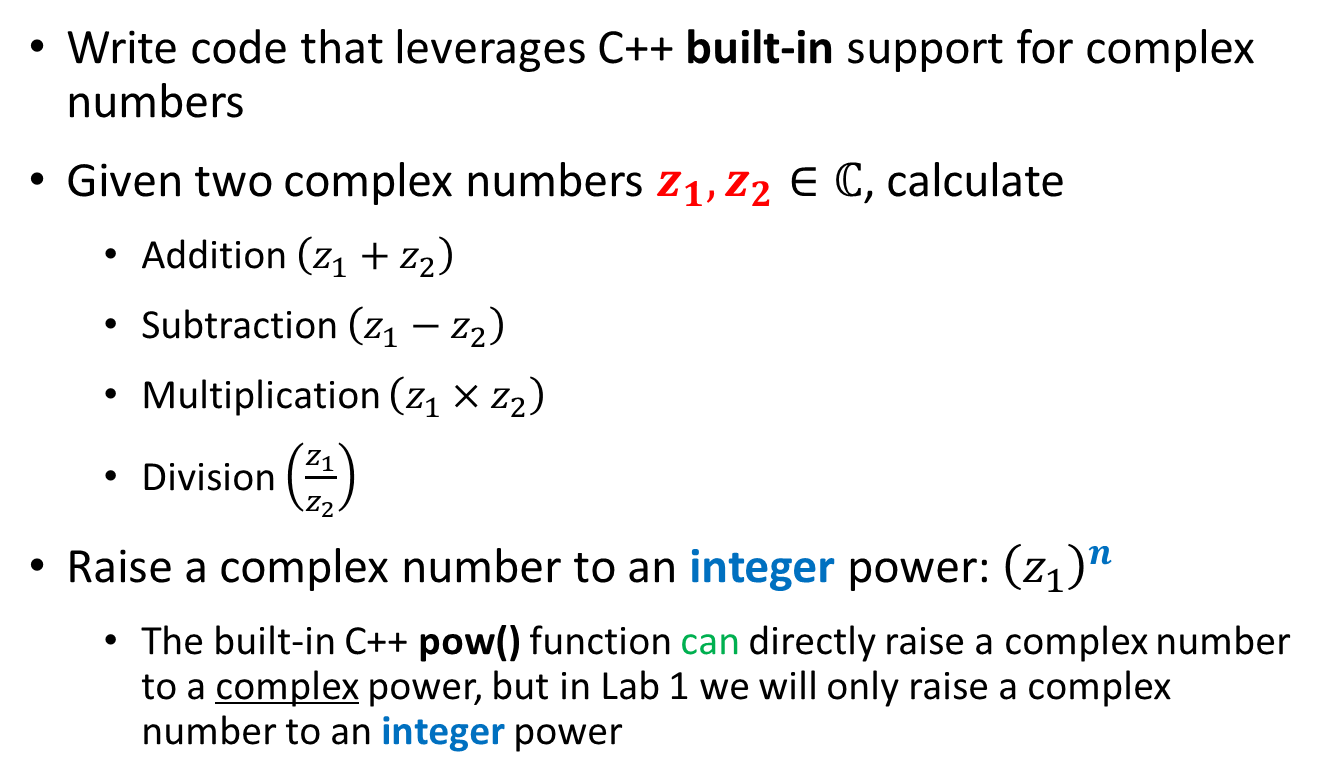 • Write code that leverages C++ built-in support for complex
numbers
• Given two complex numbers z₁, z₂ ∈ ℂ, calculate
• Addition (z₁ + z₂)
• Subtraction (z₁ − z₂)
• Multiplication (z₁ × z₂)
• Division (z₁/z₂)
• Raise a complex number to an integer power: (z₁)ⁿ
• The built-in C++ pow() function can directly raise a complex number
to a complex power, but in Lab 1 we will only raise a complex
number to an integer power